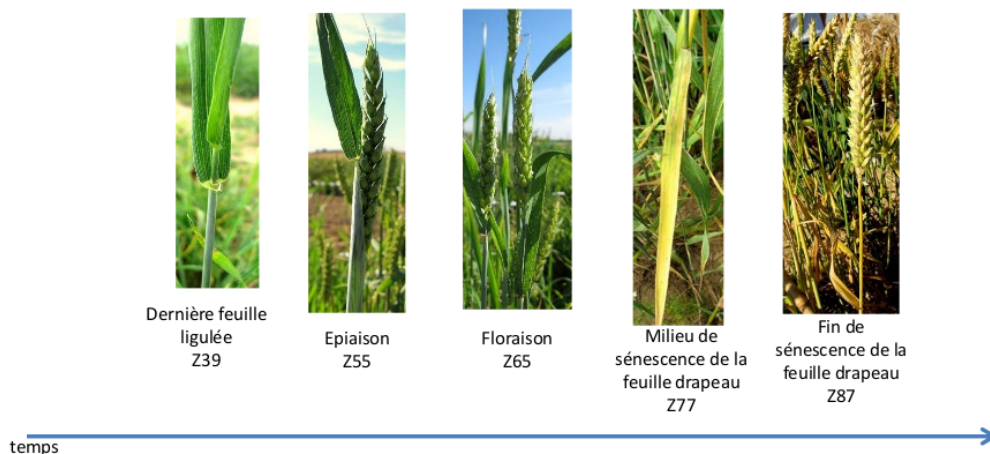 Dernière feuille
ligulée
Z39
Epiaison
Z55
Floraison
Z65
Milieu de
sénescence de la
feuille drapeau
Z77
Fin de
sénescence de la
feuille drapeau
Z87
temps